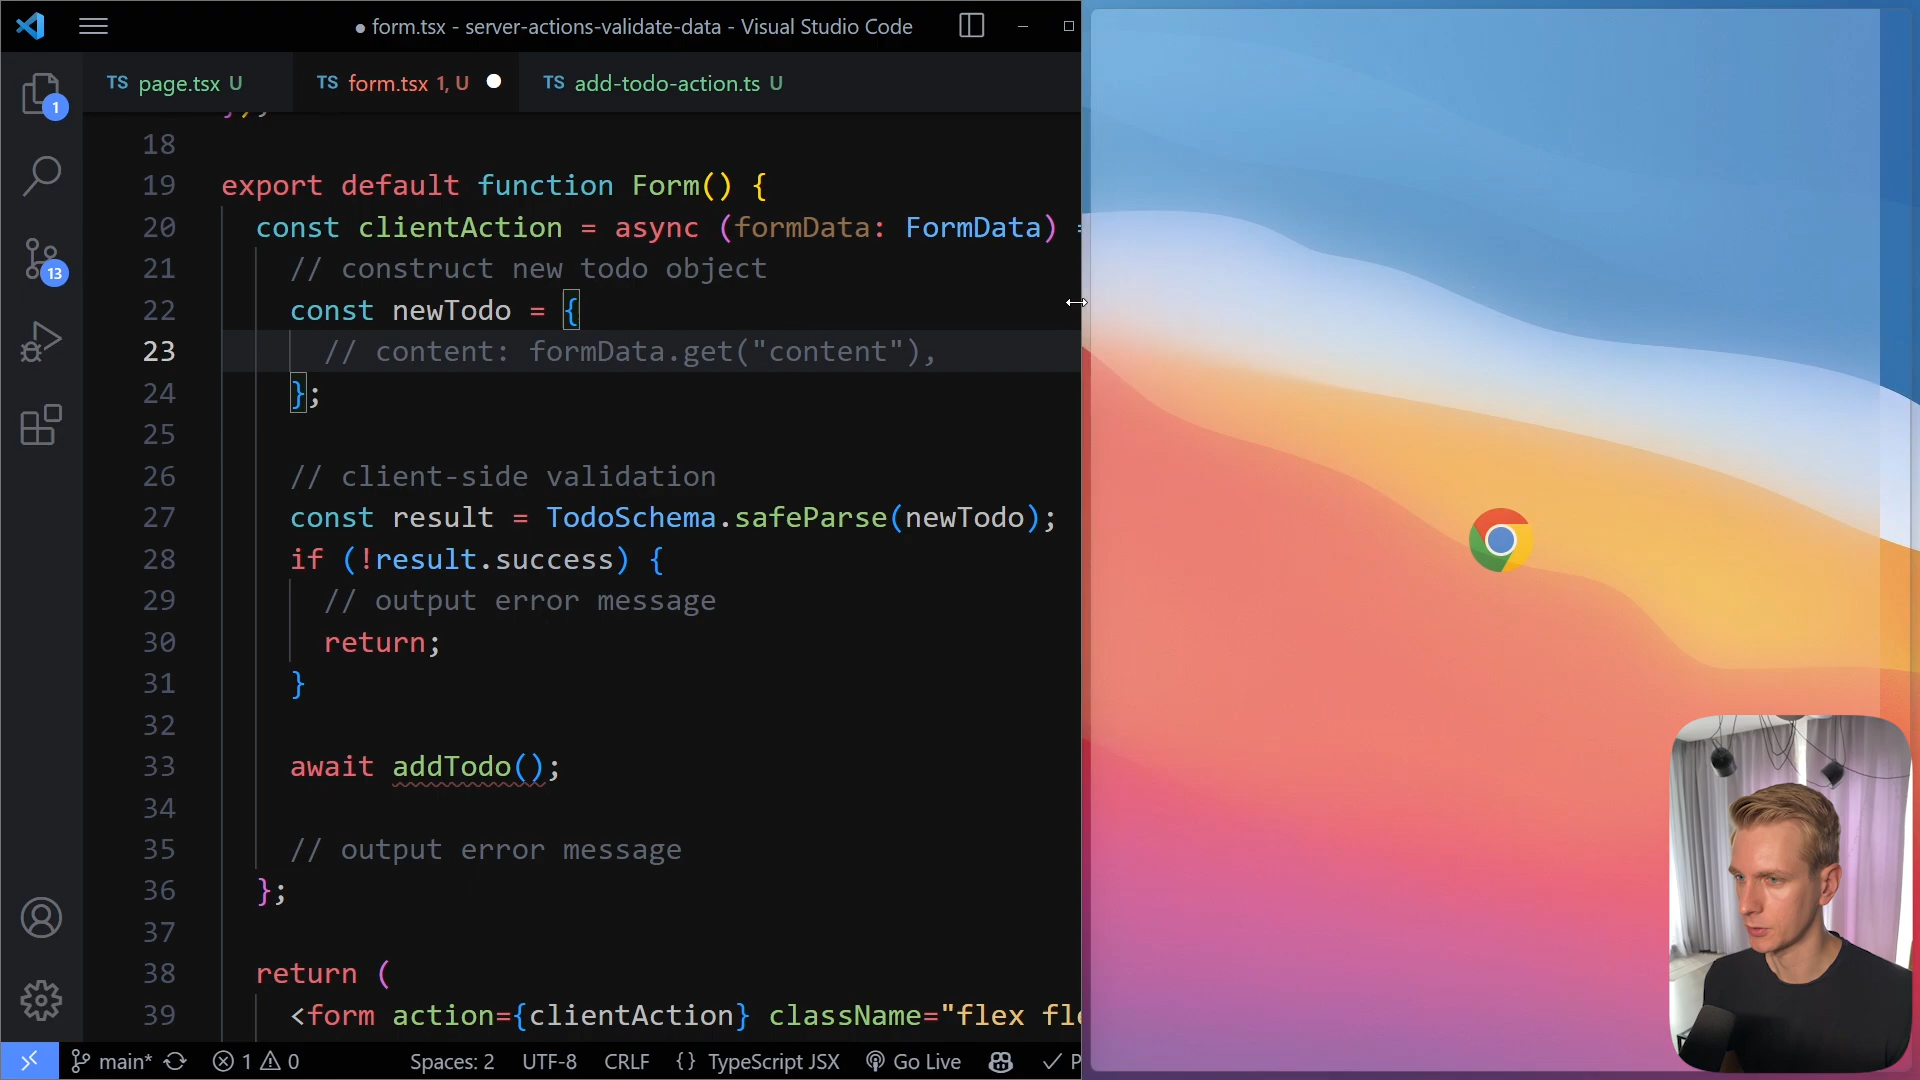 ● form.tsx - server-actions-validate-data - Visual Studio Code
TS page.tsx U
TS form.tsx 1, U
TS add-todo-action.ts U
1
13
18
19 export default function Form() {
20 const clientAction = async (formData: FormData) =
21 // construct new todo object
22 const newTodo = {
23 // content: formData.get("content"),
24 };
25
26 // client-side validation
27 const result = TodoSchema.safeParse(newTodo);
28 if (!result.success) {
29 // output error message
30 return;
31 }
32
33 await addTodo();
34
35 // output error message
36 };
37
38 return (
39 <form action={clientAction} className="flex fl
main* 1 0 Spaces: 2 UTF-8 CRLF {} TypeScript JSX Go Live P